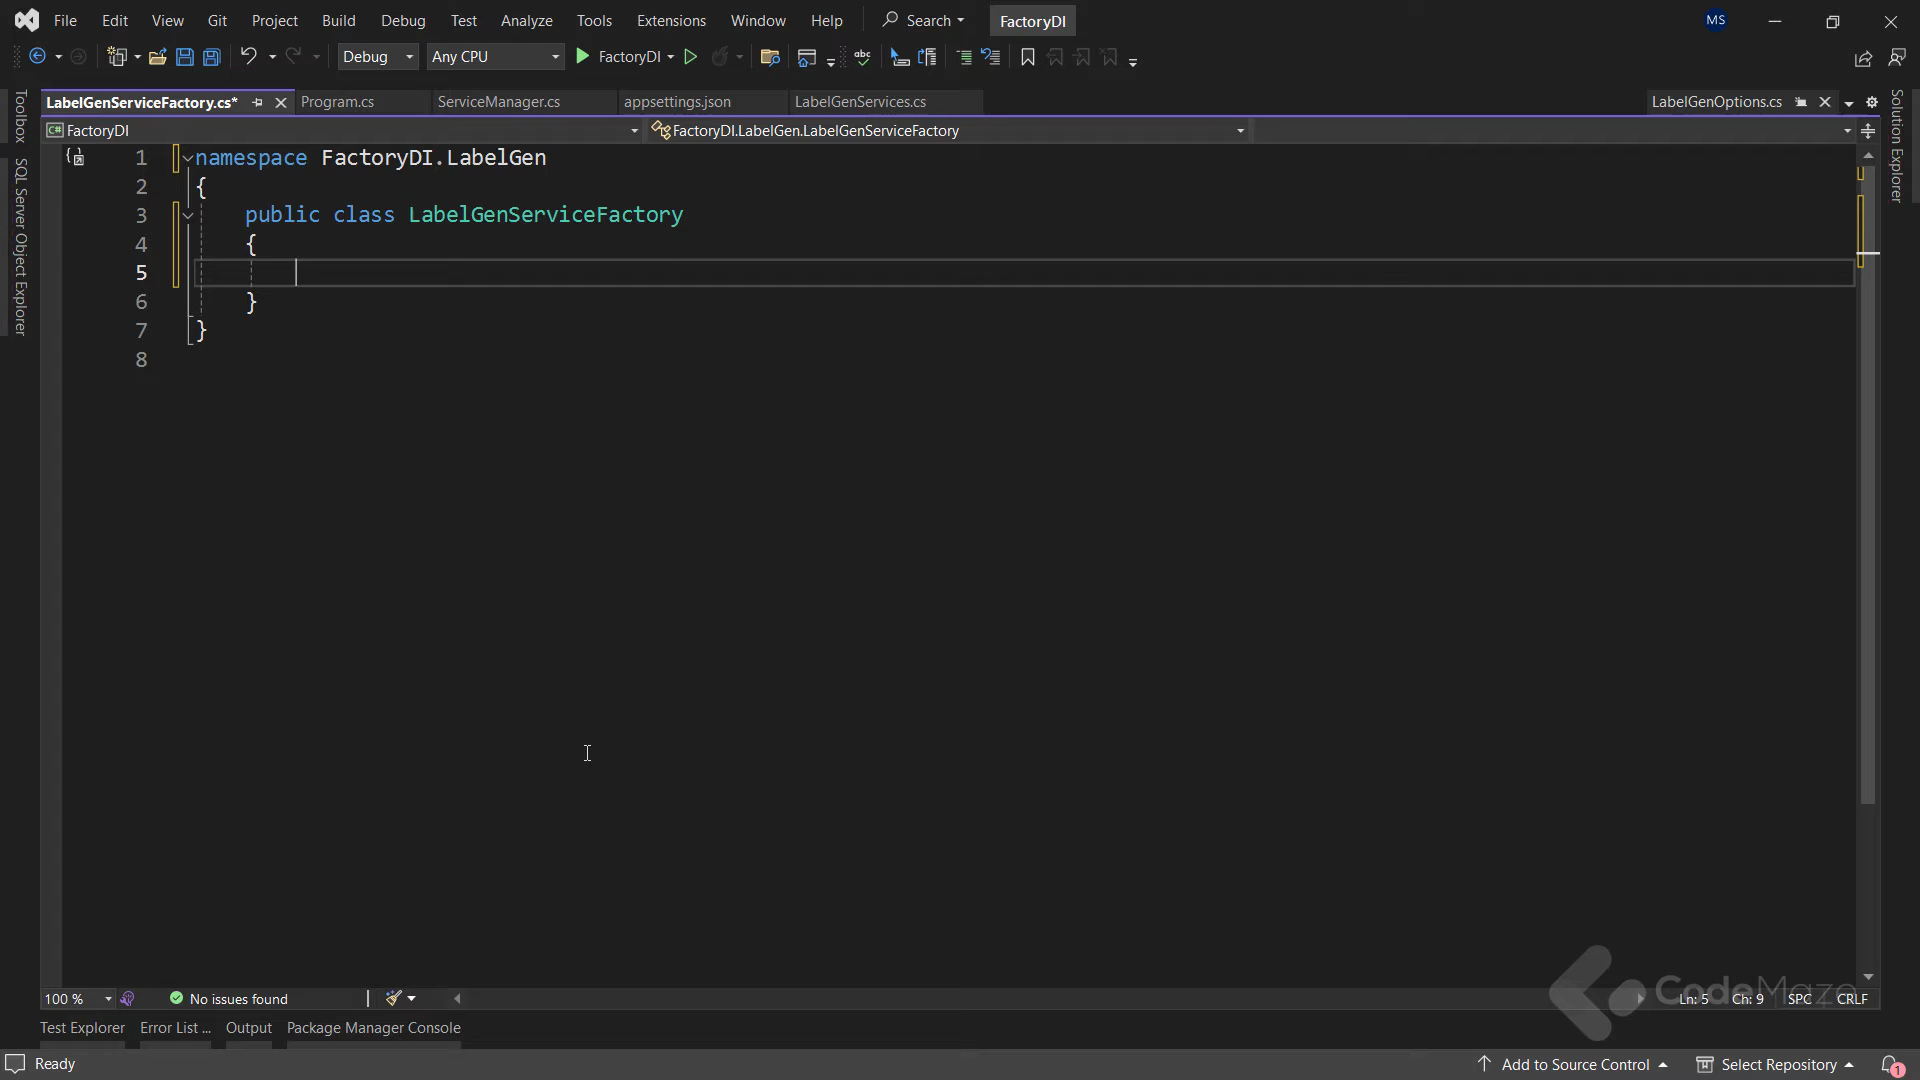 File Edit View Git Project Build Debug Test Analyze Tools Extensions Window Help Search FactoryDI MS
Debug Any CPU FactoryDI abc
LabelGenServiceFactory.cs* Program.cs ServiceManager.cs appsettings.json LabelGenServices.cs LabelGenOptions.cs
C# FactoryDI FactoryDI.LabelGen.LabelGenServiceFactory
Toolbox
SQL Server Object Explorer
Solution Explorer
1 namespace FactoryDI.LabelGen
2 {
3 public class LabelGenServiceFactory
4 {
5
6 }
7 }
8
CodeMaze
100 % No issues found Ln: 5 Ch: 9 SPC CRLF
Test Explorer Error List ... Output Package Manager Console
Ready Add to Source Control Select Repository 1